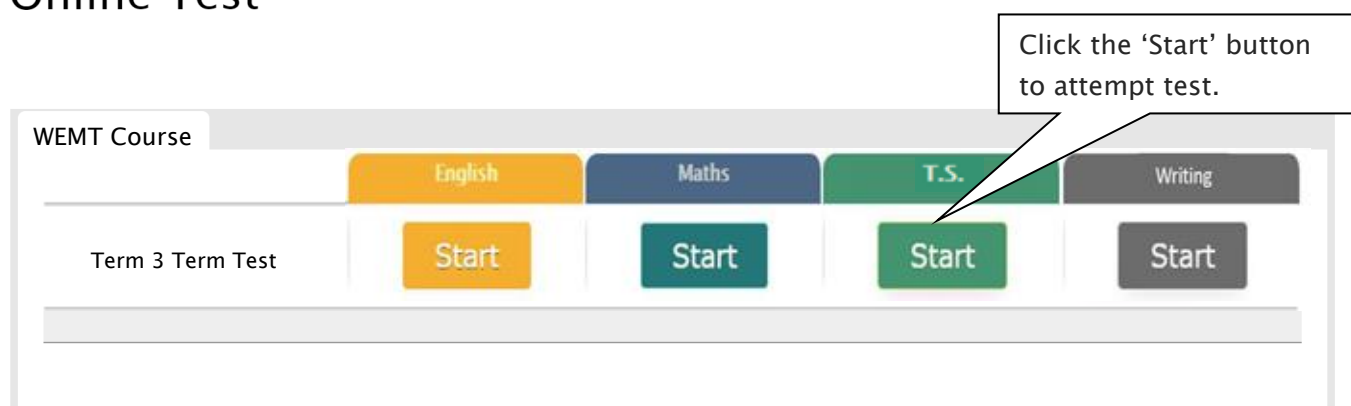 Online Test
Click the ‘Start’ button
to attempt test.
WEMT Course
English Maths T.S. Writing
Term 3 Term Test Start Start Start Start